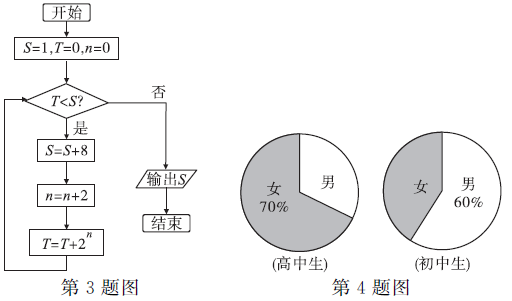 开始
S=1,T=0,n=0
T<S?
否
是
S=S+8
n=n+2
T=T+2^n
输出S
结束
第 3 题图
女
70%
男
(高中生)
女
男
60%
(初中生)
第 4 题图